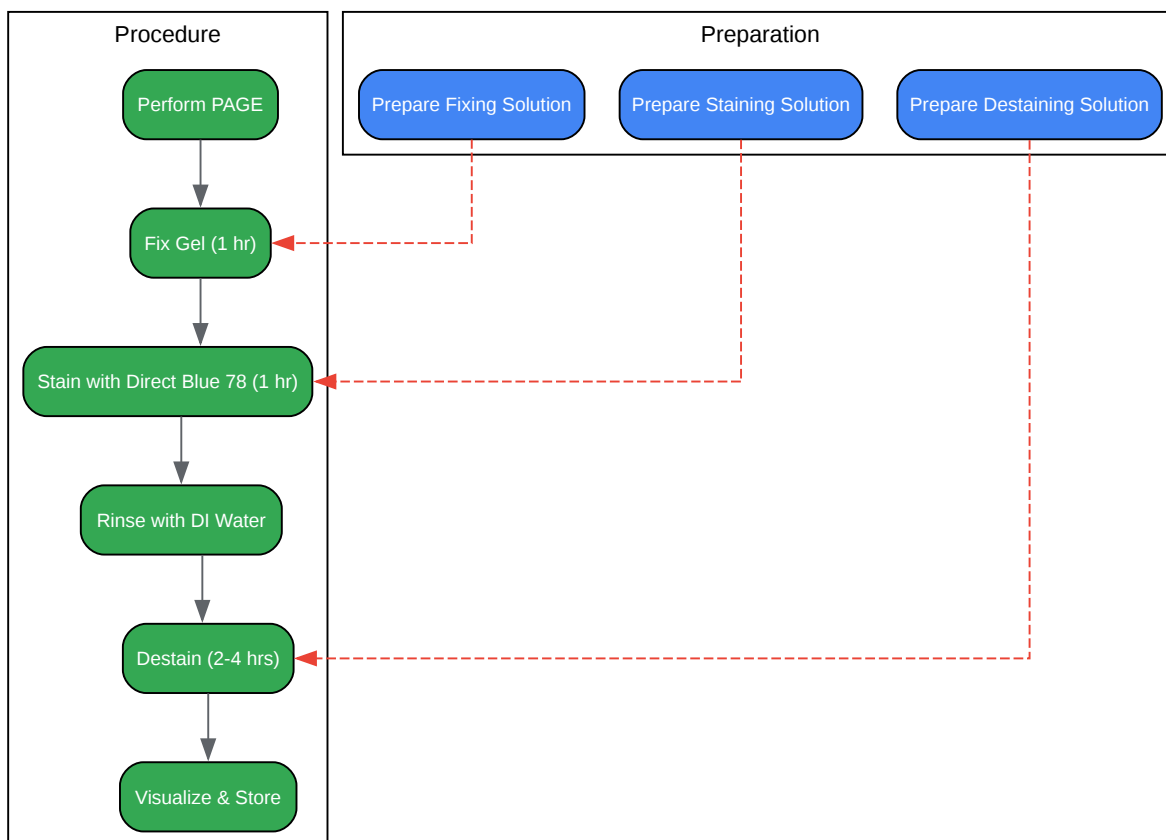 Procedure
Preparation
Perform PAGE
Prepare Fixing Solution
Prepare Staining Solution
Prepare Destaining Solution
Fix Gel (1 hr)
Stain with Direct Blue 78 (1 hr)
Rinse with DI Water
Destain (2-4 hrs)
Visualize & Store